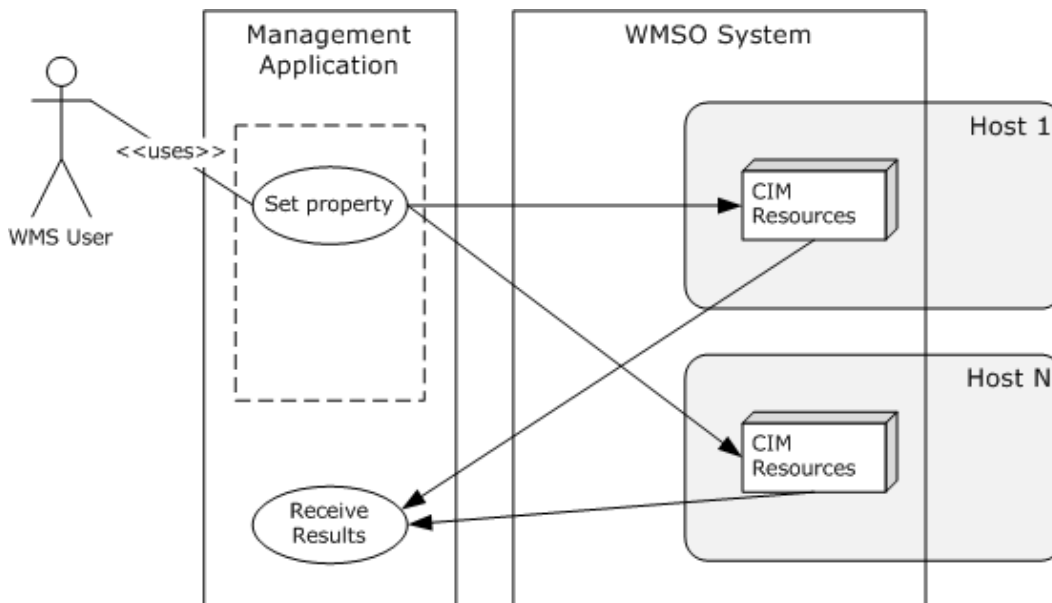 Management
Application
WMSO System
Host 1
<<uses>>
Set property
CIM
Resources
WMS User
Host N
CIM
Resources
Receive
Results